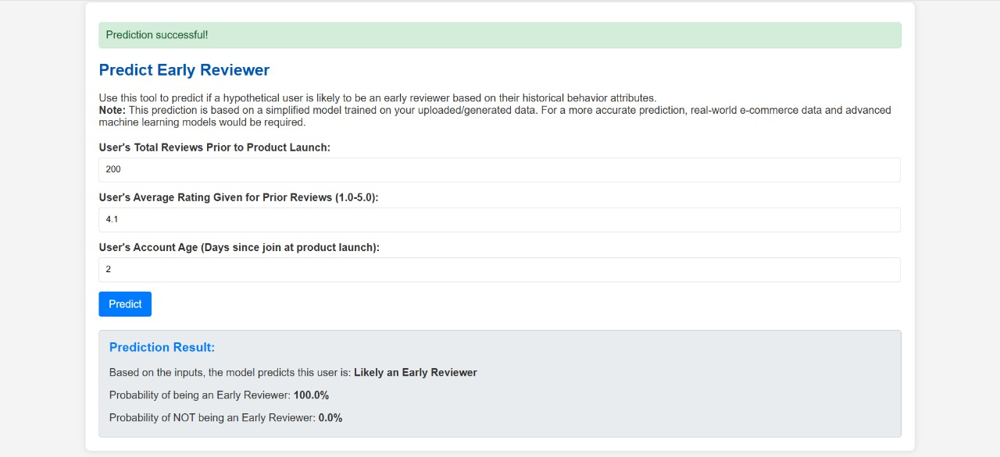 Prediction successful!
Predict Early Reviewer
Use this tool to predict if a hypothetical user is likely to be an early reviewer based on their historical behavior attributes.
Note: This prediction is based on a simplified model trained on your uploaded/generated data. For a more accurate prediction, real-world e-commerce data and advanced
machine learning models would be required.
User's Total Reviews Prior to Product Launch:
200
User's Average Rating Given for Prior Reviews (1.0-5.0):
4.1
User's Account Age (Days since join at product launch):
2
Predict
Prediction Result:
Based on the inputs, the model predicts this user is: Likely an Early Reviewer
Probability of being an Early Reviewer: 100.0%
Probability of NOT being an Early Reviewer: 0.0%